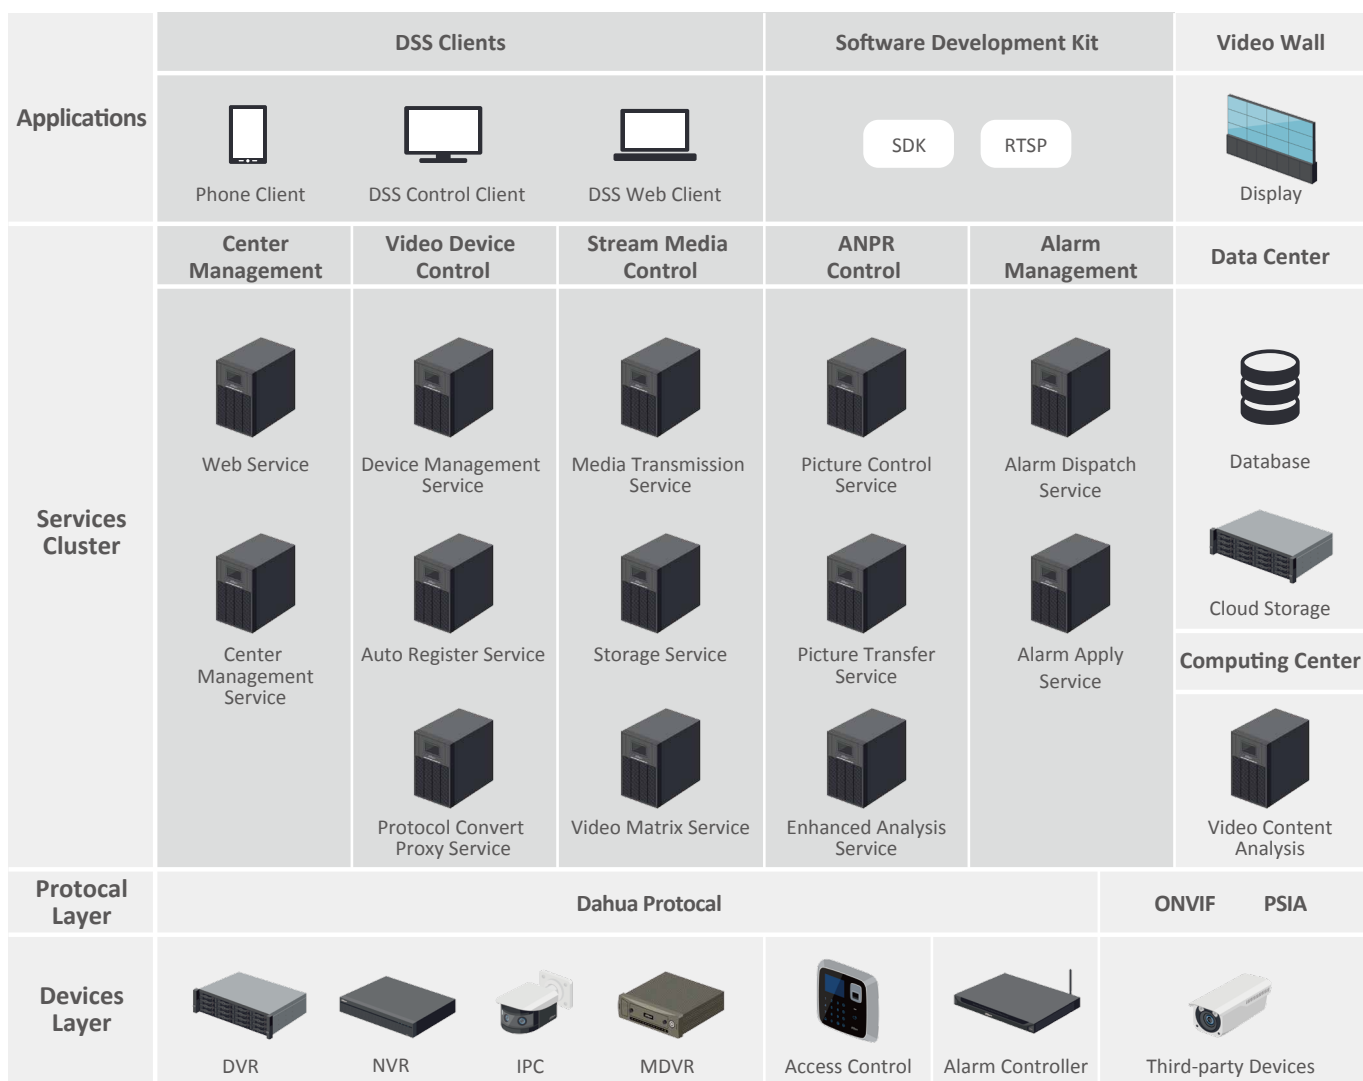 DSS Clients
Software Development Kit
Video Wall
Applications
SDK
RTSP
Phone Client
DSS Control Client
DSS Web Client
Display
Center
Management
Video Device
Control
Stream Media
Control
ANPR
Control
Alarm
Management
Data Center
Services
Cluster
Web Service
Device Management
Service
Media Transmission
Service
Picture Control
Service
Alarm Dispatch
Service
Database
Center
Management
Service
Auto Register Service
Storage Service
Picture Transfer
Service
Alarm Apply
Service
Cloud Storage
Computing Center
Protocol Convert
Proxy Service
Video Matrix Service
Enhanced Analysis
Service
Video Content
Analysis
Protocal
Layer
Dahua Protocal
ONVIF
PSIA
Devices
Layer
DVR
NVR
IPC
MDVR
Access Control
Alarm Controller
Third-party Devices